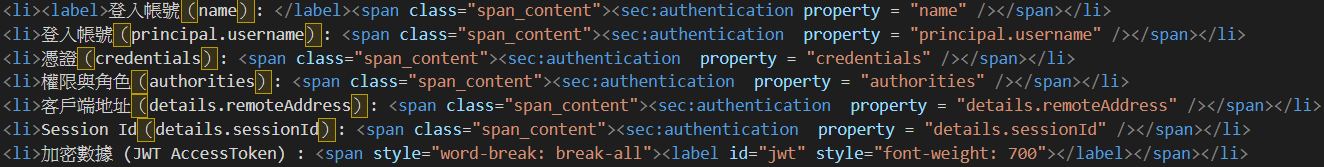 <li><label>登入帳號(name): </label><span class="span_content"><sec:authentication property = "name" /></span></li>
<li>登入帳號(principal.username): <span class="span_content"><sec:authentication  property = "principal.username" /></span></li>
<li>憑證(credentials): <span class="span_content"><sec:authentication  property = "credentials" /></span></li>
<li>權限與角色(authorities): <span class="span_content"><sec:authentication  property = "authorities" /></span></li>
<li>客戶端地址(details.remoteAddress): <span class="span_content"><sec:authentication  property = "details.remoteAddress" /></span></li>
<li>Session Id(details.sessionId): <span class="span_content"><sec:authentication  property = "details.sessionId" /></span></li>
<li>加密數據 (JWT AccessToken) : <span style="word-break: break-all"><label id="jwt" style="font-weight: 700"></label></span></li>